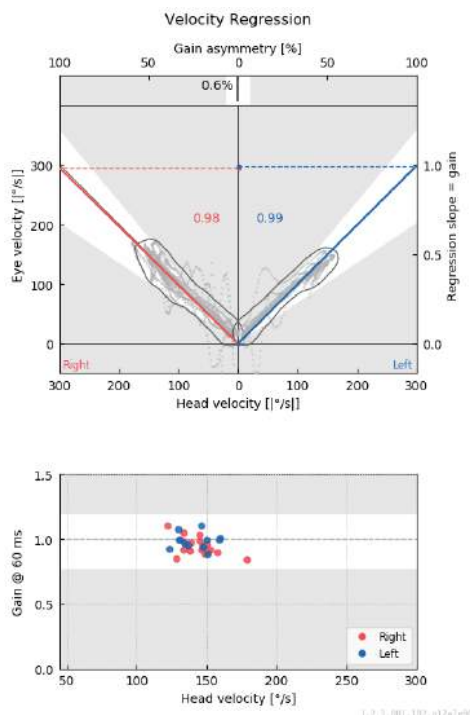 Velocity Regression
Gain asymmetry [%]
100 50 0 50 100
0.6%
Eye velocity [|°/s|]
300
200
100
0
0.98 0.99
1.0
0.5
0.0
Regression slope = gain
Right Left
300 200 100 0 100 200 300
Head velocity [|°/s|]
Gain @ 60 ms
1.5
1.0
0.5
0.0
Right
Left
50 100 150 200 250 300
Head velocity [°/s]